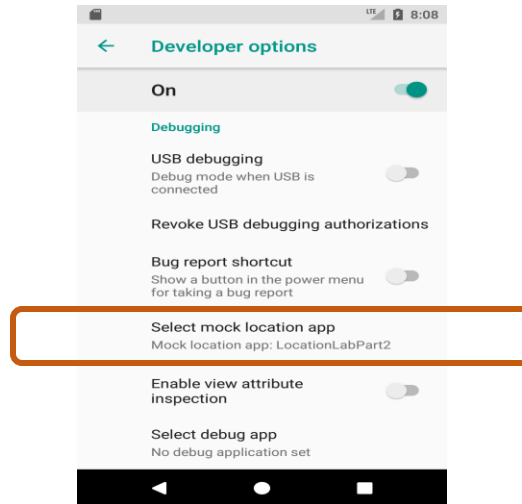 LTE 8:08
Developer options
On
Debugging
USB debugging
Debug mode when USB is
connected
Revoke USB debugging authorizations
Bug report shortcut
Show a button in the power menu
for taking a bug report
Select mock location app
Mock location app: LocationLabPart2
Enable view attribute
inspection
Select debug app
No debug application set